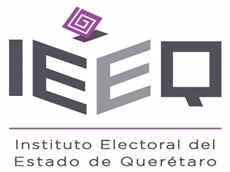 IEEQ
Instituto Electoral del
Estado de Querétaro